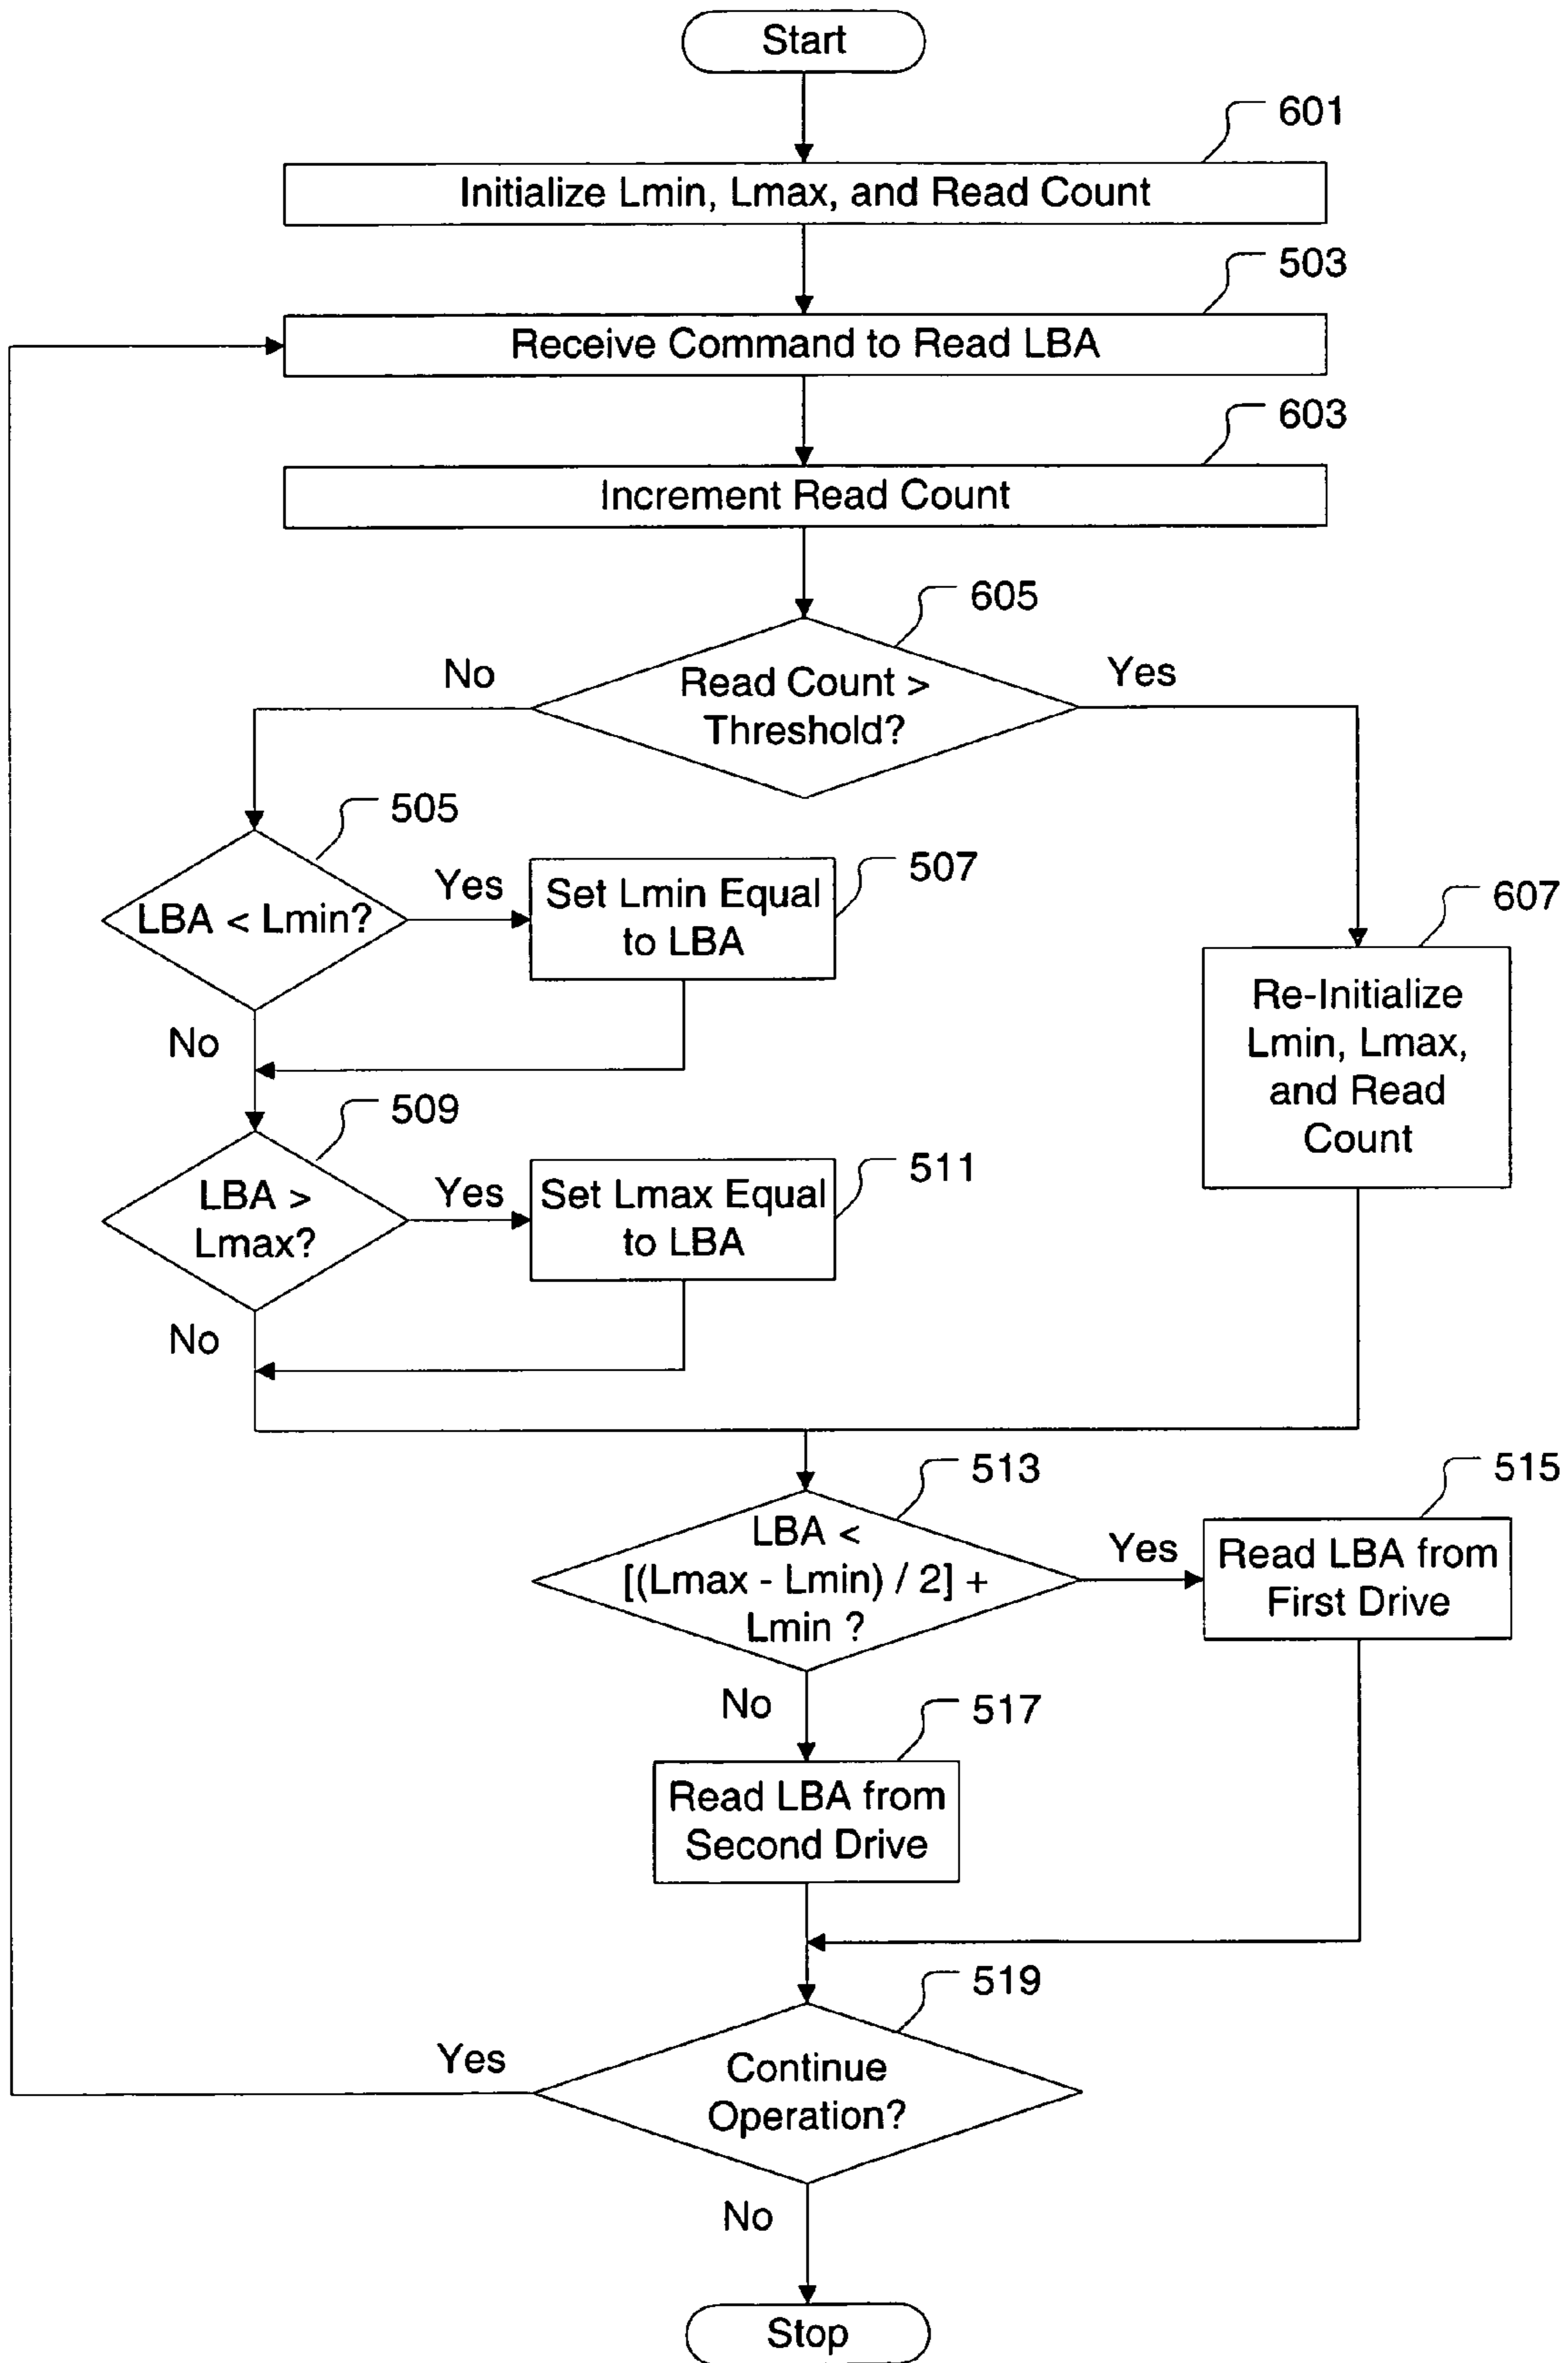 Start
601
Initialize Lmin, Lmax, and Read Count
503
Receive Command to Read LBA
603
Increment Read Count
605
No
Read Count >
Threshold?
Yes
505
LBA < Lmin?
Yes
507
Set Lmin Equal
to LBA
607
Re-Initialize
Lmin, Lmax,
and Read
Count
No
509
LBA >
Lmax?
Yes
511
Set Lmax Equal
to LBA
No
513
LBA <
[(Lmax - Lmin) / 2] +
Lmin ?
Yes
515
Read LBA from
First Drive
No
517
Read LBA from
Second Drive
519
Yes
Continue
Operation?
No
Stop